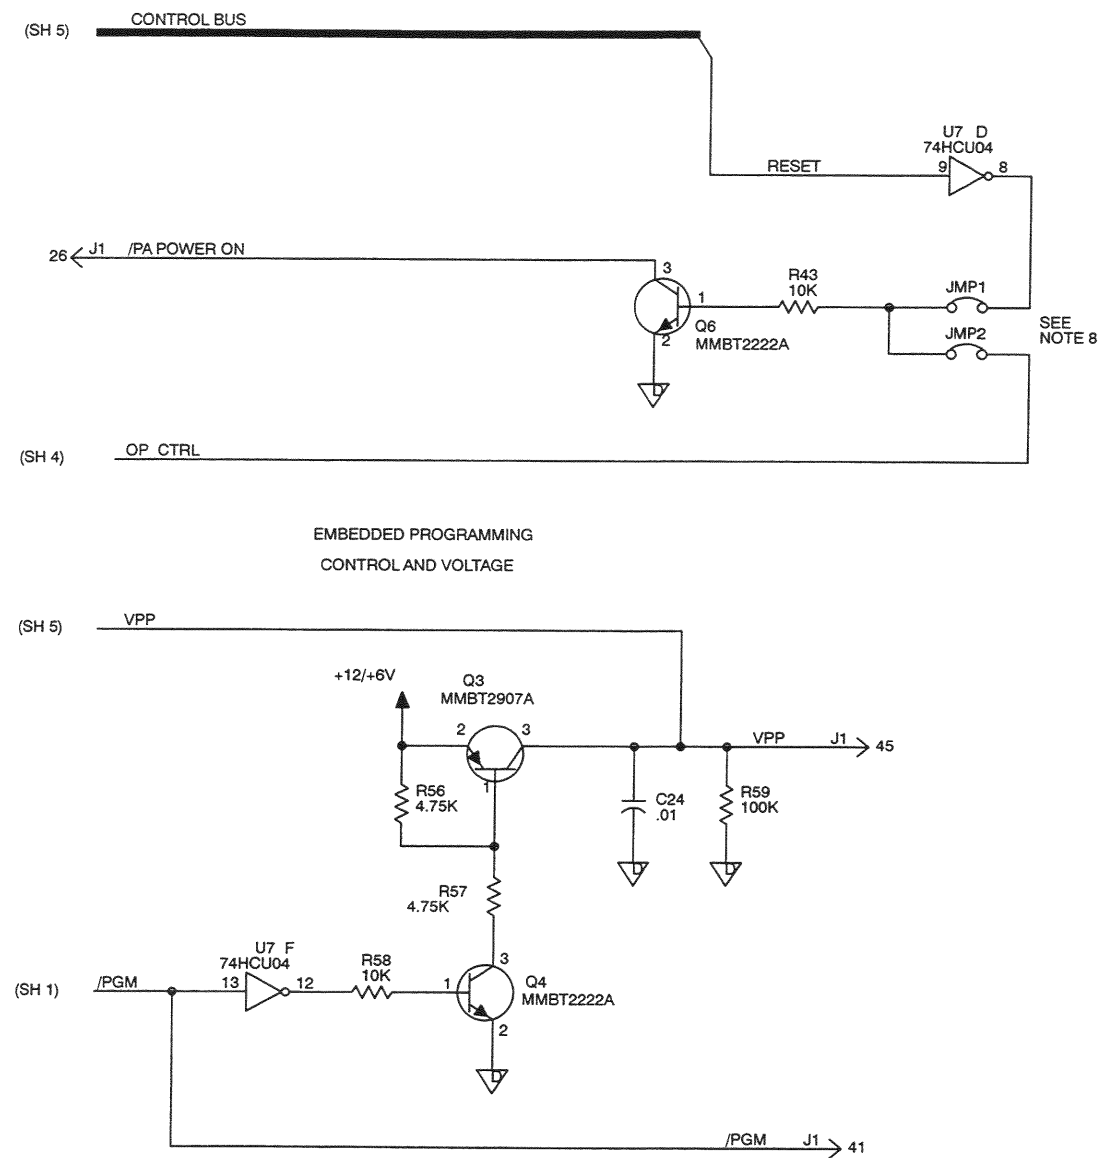 CONTROL BUS
(SH 5)
U7 D
74HCU04
RESET
9
8
26
J1
/PA POWER ON
3
R43
10K
JMP1
1
Q6
MMBT2222A
2
SEE
NOTE 8
JMP2
D
OP CTRL
(SH 4)
EMBEDDED PROGRAMMING
CONTROL AND VOLTAGE
(SH 5)
VPP
+12/+6V
Q3
MMBT2907A
2
3
VPP
J1
45
1
R56
4.75K
C24
.01
R59
100K
D
D
R57
4.75K
U7 F
74HCU04
R58
10K
3
(SH 1)
/PGM
13
12
1
Q4
MMBT2222A
2
D
/PGM
J1
41